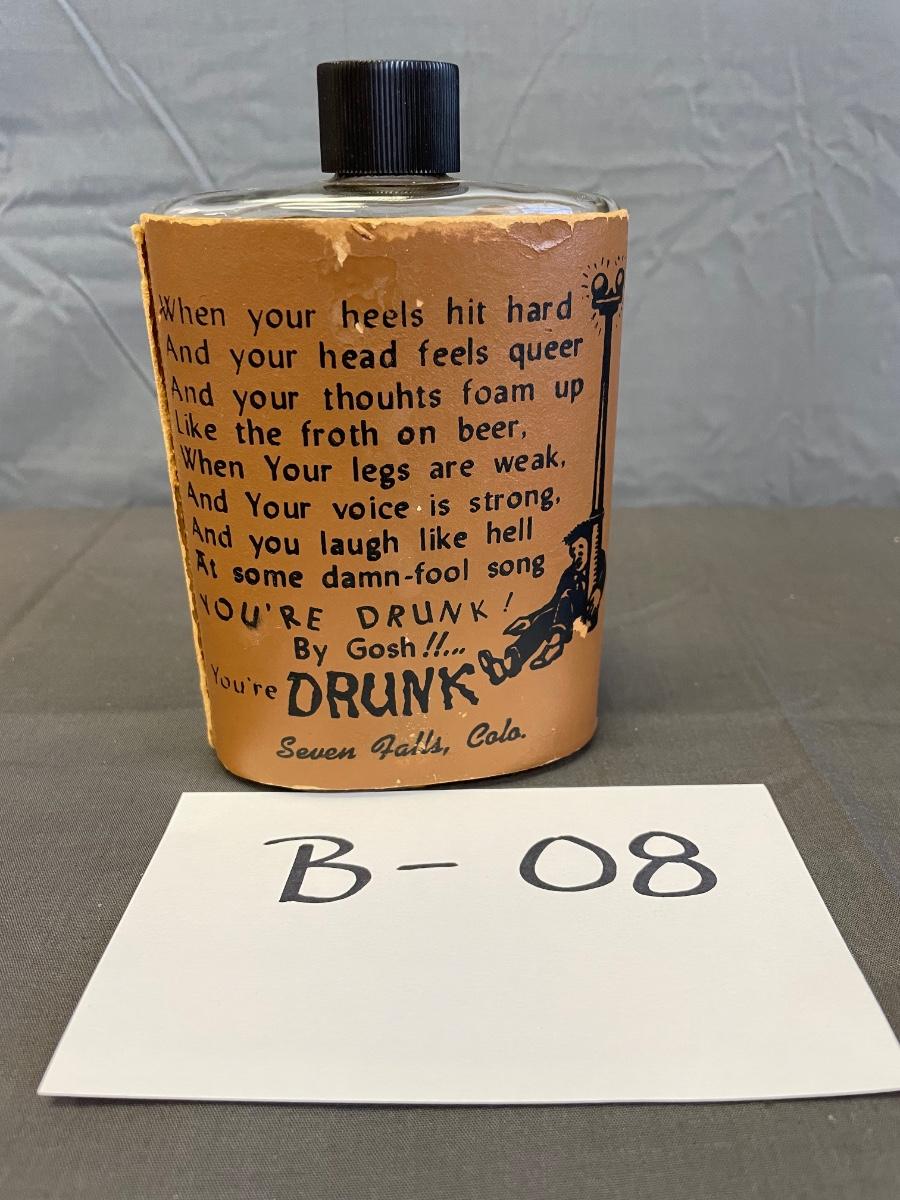 When your heels hit hard
And your head feels queer
And your thouhts foam up
Like the froth on beer,
When Your legs are weak,
And Your voice is strong,
And you laugh like hell
At some damn-fool song
YOU'RE DRUNK!
By Gosh!!...
You're DRUNK
Seven Falls, Colo.
B-08